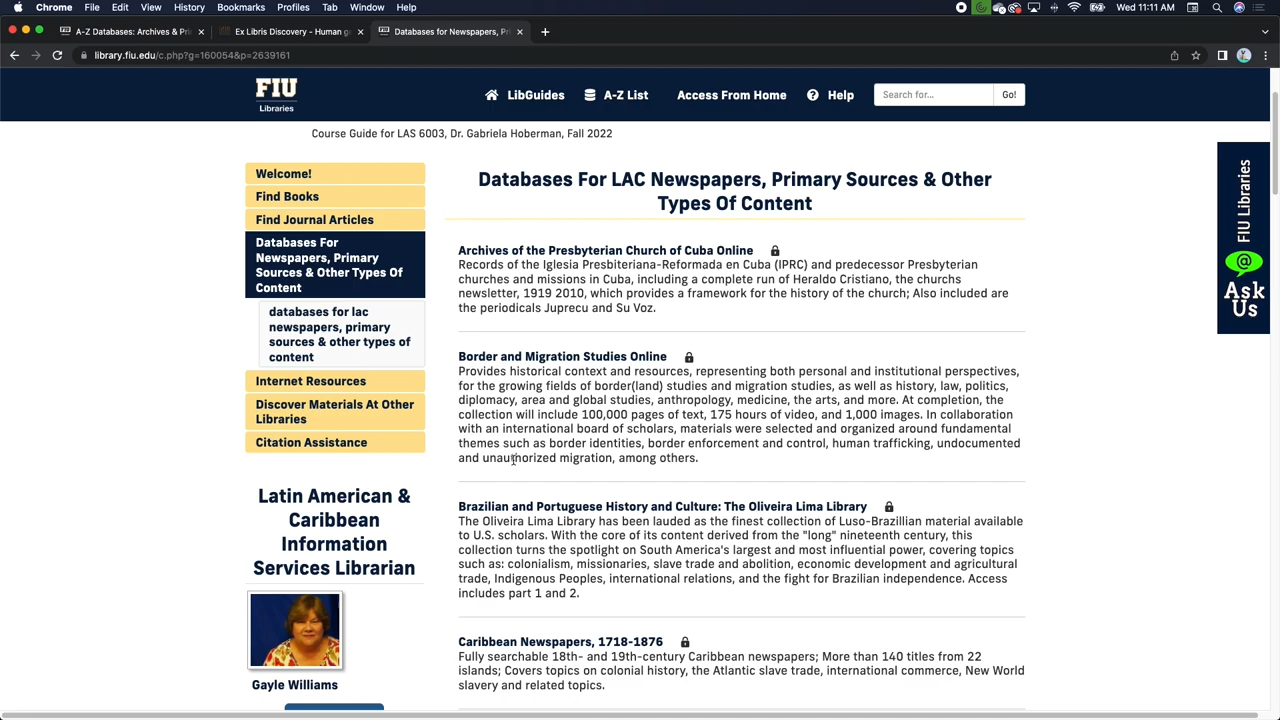 Chrome File Edit View History Bookmarks Profiles Tab Window Help
Wed 11:11 AM
A-Z Databases: Archives & Pri
Ex Libris Discovery - Human g
Databases for Newspapers, Pri
library.fiu.edu/c.php?g=160054&p=2639161
FIU
Libraries
LibGuides
A-Z List
Access From Home
Help
Search for...
Go!
Course Guide for LAS 6003, Dr. Gabriela Hoberman, Fall 2022
Welcome!
Find Books
Find Journal Articles
Databases For
Newspapers, Primary
Sources & Other Types Of
Content
databases for lac
newspapers, primary
sources & other types of
content
Internet Resources
Discover Materials At Other
Libraries
Citation Assistance
Latin American &
Caribbean
Information
Services Librarian
Gayle Williams
Databases For LAC Newspapers, Primary Sources & Other
Types Of Content
Archives of the Presbyterian Church of Cuba Online
Records of the Iglesia Presbiteriana-Reformada en Cuba (IPRC) and predecessor Presbyterian
churches and missions in Cuba, including a complete run of Heraldo Cristiano, the churchs
newsletter, 1919 2010, which provides a framework for the history of the church; Also included are
the periodicals Juprecu and Su Voz.
Border and Migration Studies Online
Provides historical context and resources, representing both personal and institutional perspectives,
for the growing fields of border(land) studies and migration studies, as well as history, law, politics,
diplomacy, area and global studies, anthropology, medicine, the arts, and more. At completion, the
collection will include 100,000 pages of text, 175 hours of video, and 1,000 images. In collaboration
with an international board of scholars, materials were selected and organized around fundamental
themes such as border identities, border enforcement and control, human trafficking, undocumented
and unauthorized migration, among others.
Brazilian and Portuguese History and Culture: The Oliveira Lima Library
The Oliveira Lima Library has been lauded as the finest collection of Luso-Brazillian material available
to U.S. scholars. With the core of its content derived from the "long" nineteenth century, this
collection turns the spotlight on South America's largest and most influential power, covering topics
such as: colonialism, missionaries, slave trade and abolition, economic development and agricultural
trade, Indigenous Peoples, international relations, and the fight for Brazilian independence. Access
includes part 1 and 2.
Caribbean Newspapers, 1718-1876
Fully searchable 18th- and 19th-century Caribbean newspapers; More than 140 titles from 22
islands; Covers topics on colonial history, the Atlantic slave trade, international commerce, New World
slavery and related topics.
FIU Libraries
@
Ask
Us